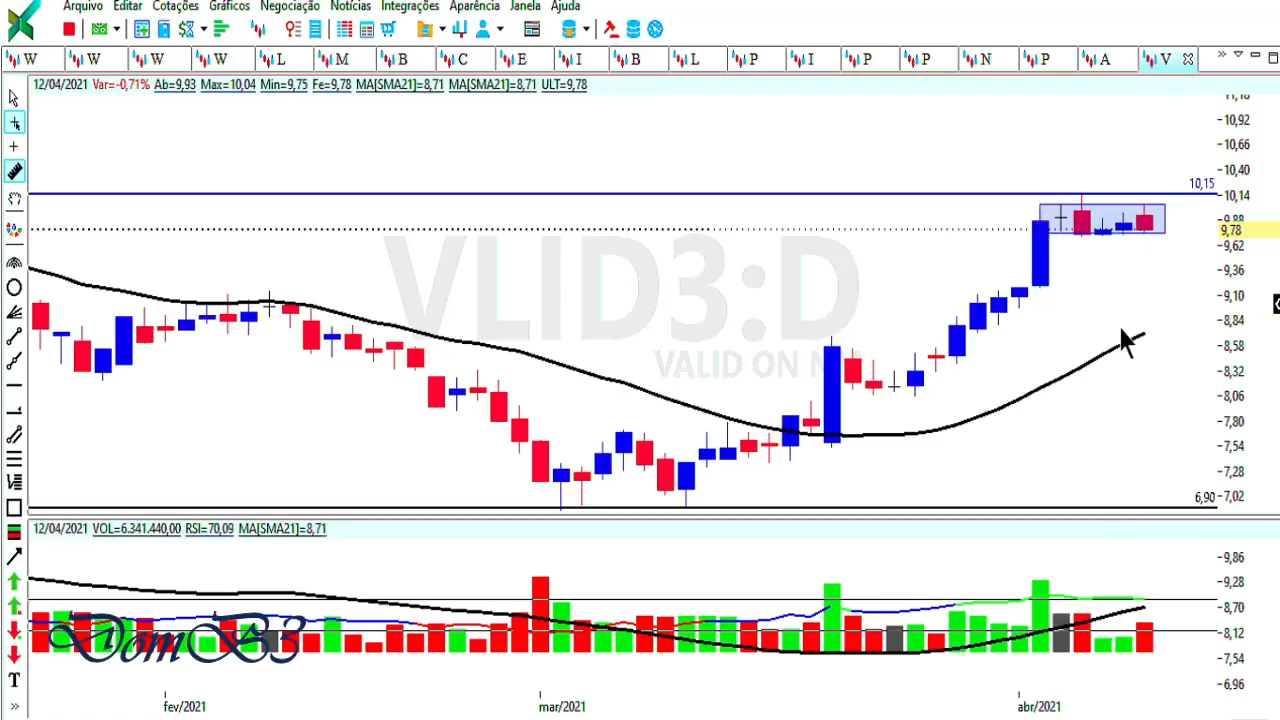 Arquivo Editar Cotações Gráficos Negociação Notícias Integrações Aparência Janela Ajuda
W W W W L M B C E I B L P I P P N P A V
12/04/2021 Var=-0,71% Ab=9,93 Max=10,04 Min=9,75 Fe=9,78 MA[SMA21]=8,71 MA[SMA21]=8,71 ULT=9,78
11,18
10,92
10,66
10,40
10,15
10,14
9,88
9,78
9,62
9,36
9,10
8,84
8,58
8,32
8,06
7,80
7,54
7,28
7,02
6,90
VLID3:D
VALID ON N
12/04/2021 VOL=6.341.440,00 RSI=70,09 MA[SMA21]=8,71
9,86
9,28
8,70
8,12
7,54
6,96
DomB3
T
fev/2021 mar/2021 abr/2021